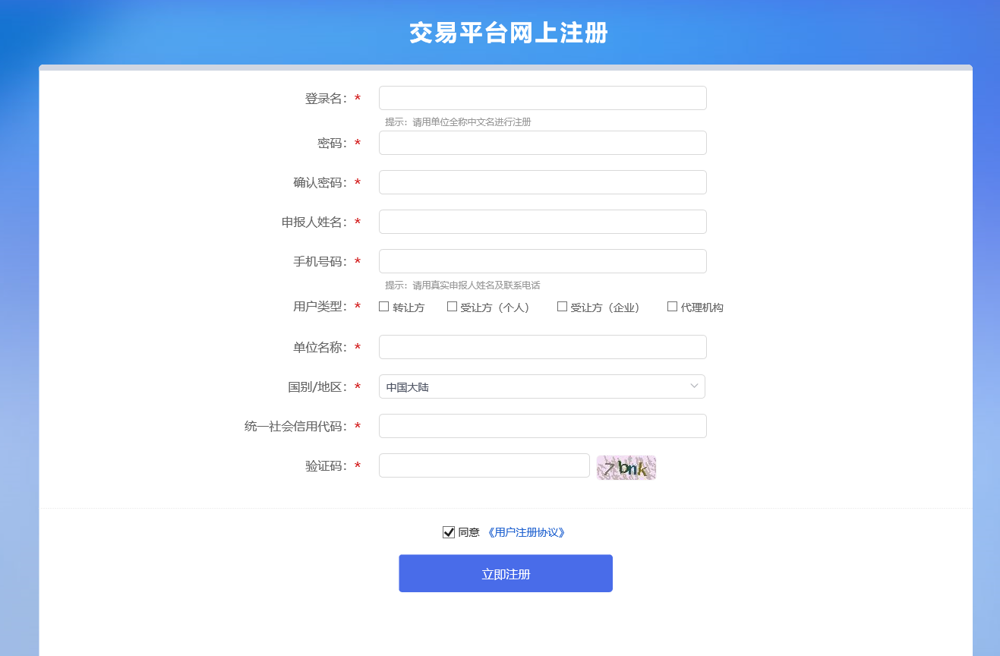 交易平台网上注册
登录名：*
提示：请用单位全称中文名进行注册
密码：*
确认密码：*
申报人姓名：*
手机号码：*
提示：请用真实申报人姓名及联系电话
用户类型：* 转让方 受让方（个人） 受让方（企业） 代理机构
单位名称：*
国别/地区：* 中国大陆
统一社会信用代码：*
验证码：* 7bnk
同意 《用户注册协议》
立即注册